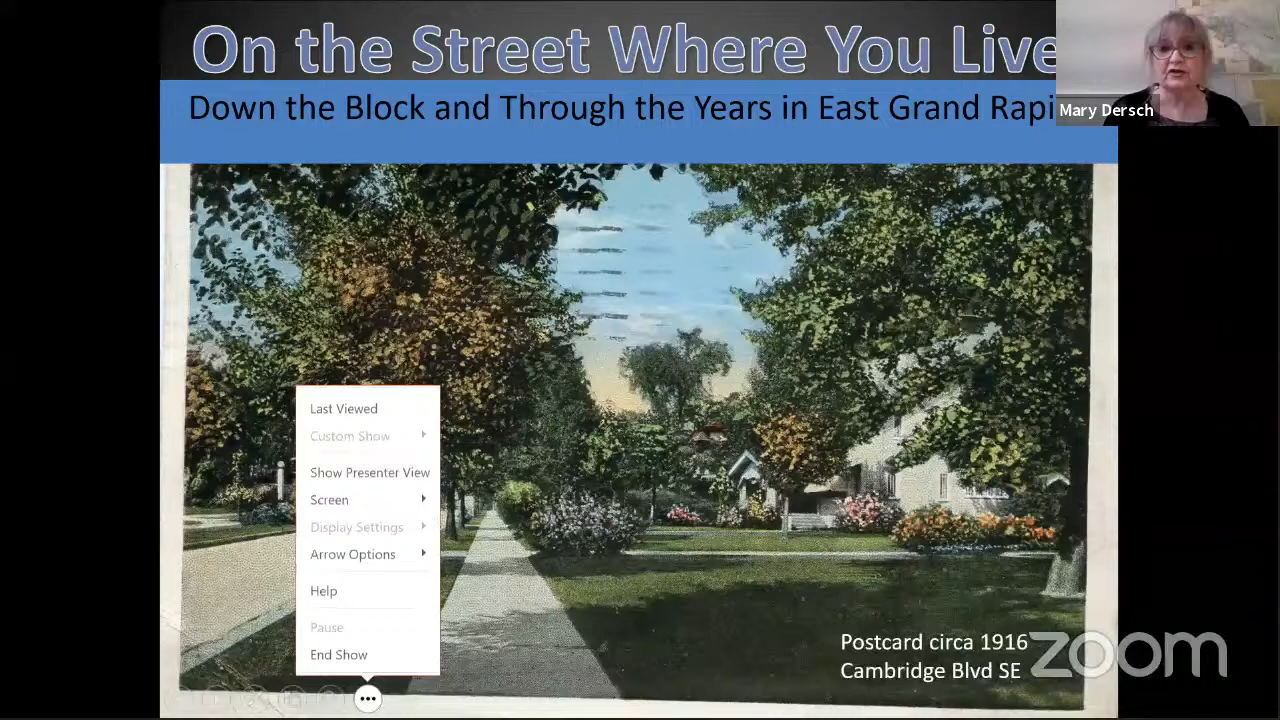 On the Street Where You Live
Down the Block and Through the Years in East Grand Rapi
Mary Dersch
Last Viewed
Custom Show
Show Presenter View
Screen
Display Settings
Arrow Options
Help
Pause
End Show
Postcard circa 1916
Cambridge Blvd SE
zoom